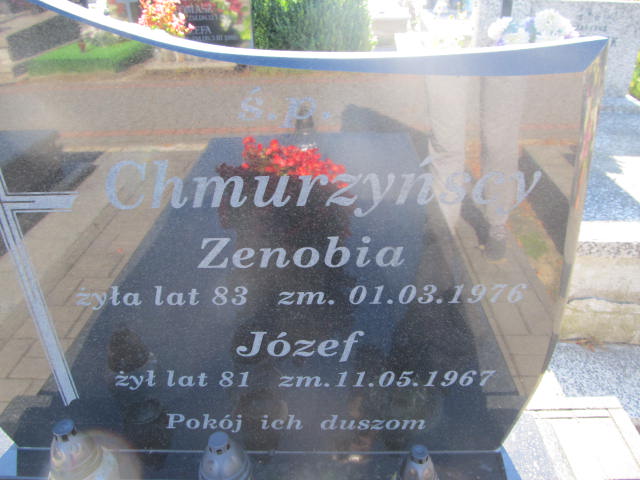 ś.p.
Chmurzyńscy
Zenobia
żyła lat 83 zm. 01.03.1976
Józef
żył lat 81 zm. 11.05.1967
Pokój ich duszom